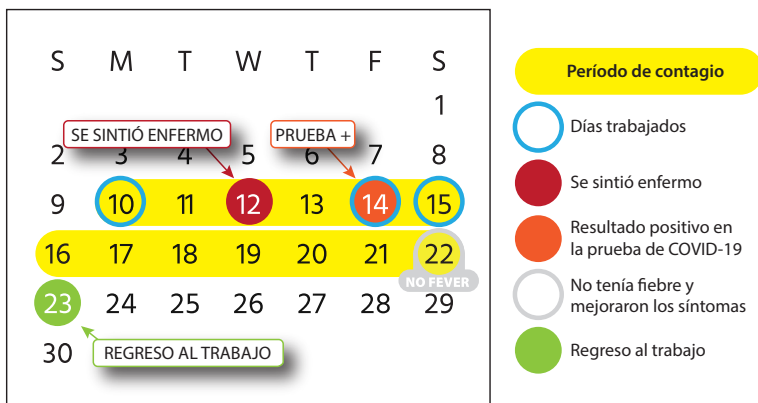 S M T W T F S
1
SE SINTIÓ ENFERMO PRUEBA +
2 3 4 5 6 7 8
9 10 11 12 13 14 15
16 17 18 19 20 21 22
NO FEVER
23 24 25 26 27 28 29
30 REGRESO AL TRABAJO
Período de contagio
Días trabajados
Se sintió enfermo
Resultado positivo en
la prueba de COVID-19
No tenía fiebre y
mejoraron los síntomas
Regreso al trabajo